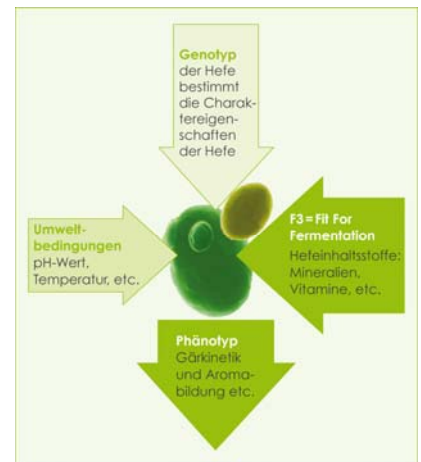 Genotyp
der Hefe
bestimmt
die Charak-
tereigen-
schaften
der Hefe
Umwelt-
bedingungen
pH-Wert,
Temperatur, etc.
F3=Fit For
Fermentation
Hefeinhaltsstoffe:
Mineralien,
Vitamine, etc.
Phänotyp
Gärkinetik
und Aroma-
bildung etc.